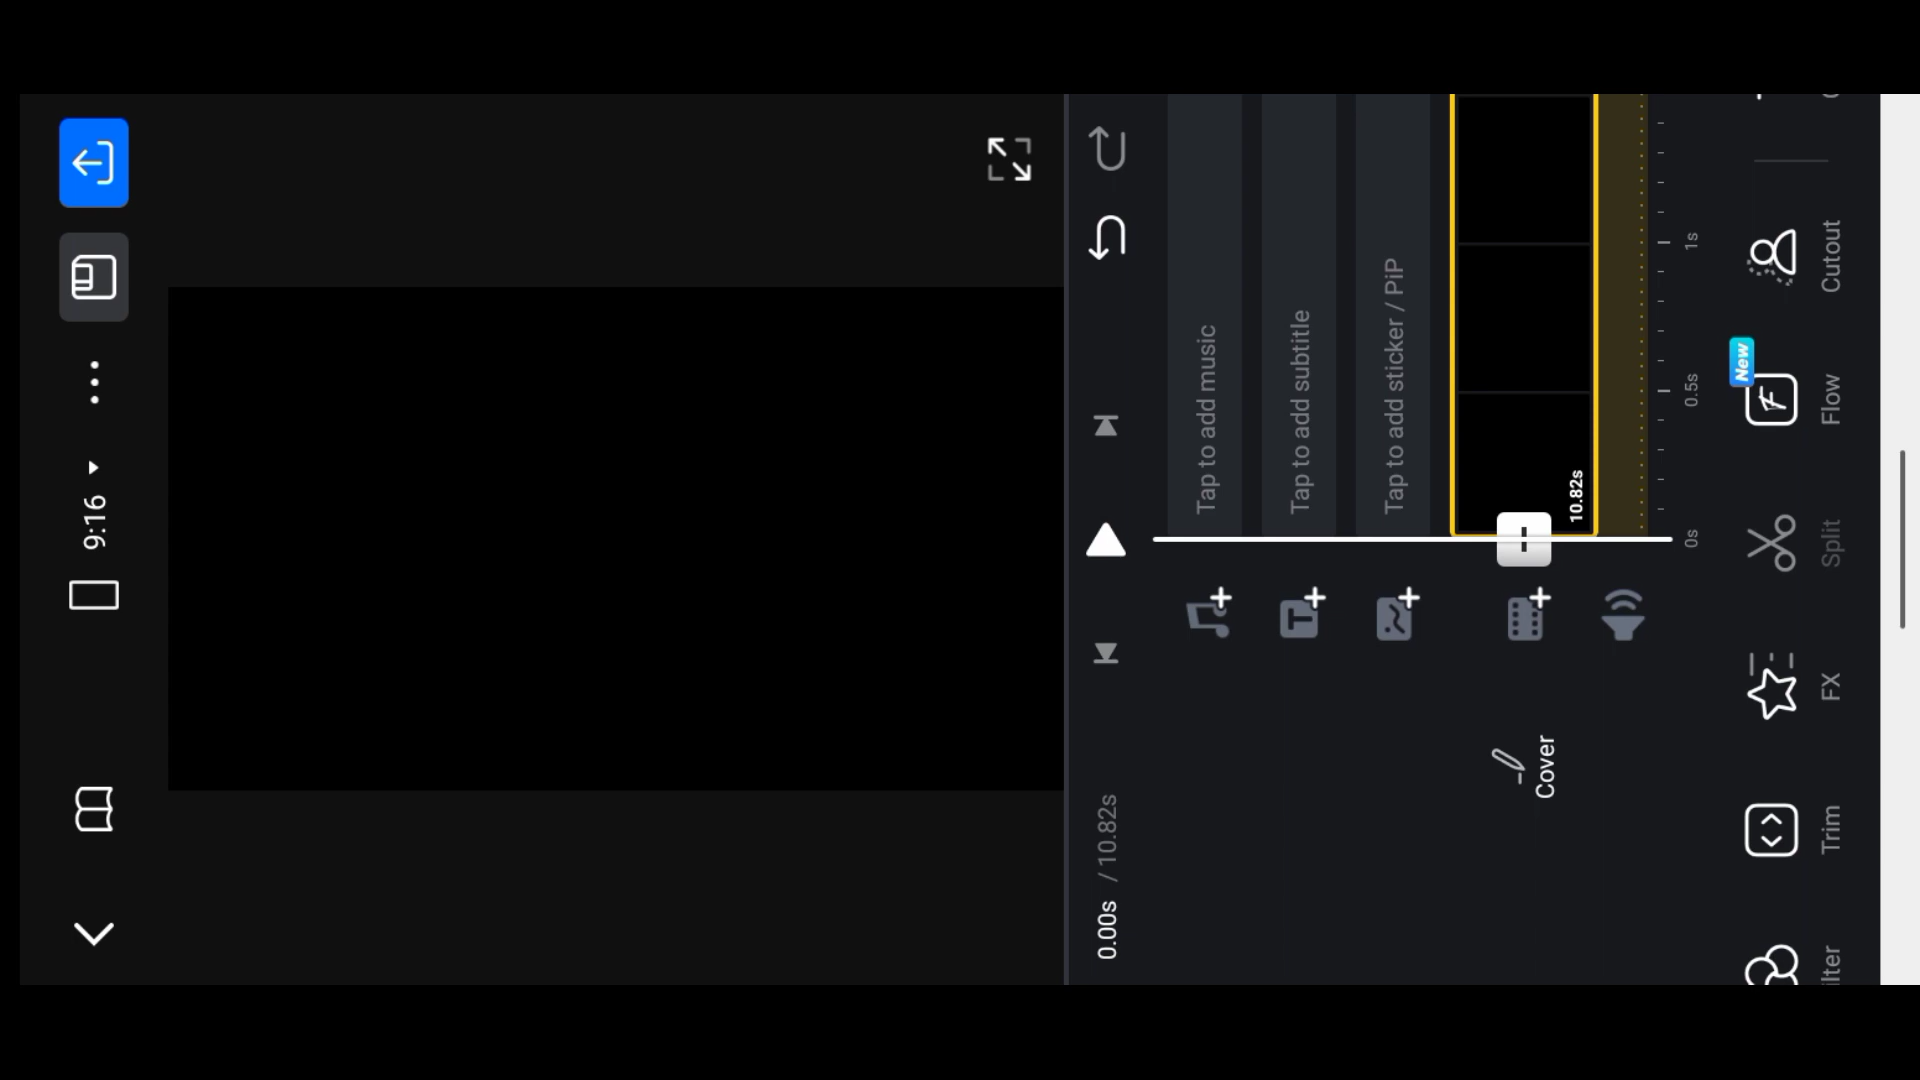 9:16
0.00s / 10.82s
Tap to add music
Tap to add subtitle
Tap to add sticker / PiP
Cover
10.82s
0s
0.5s
1s
New
Trim
FX
Split
Flow
Cutout